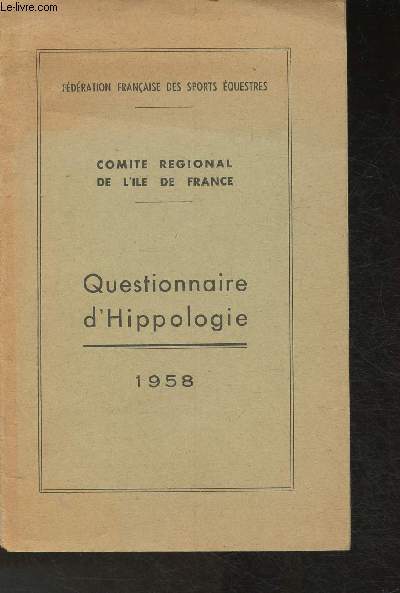 Le-livre.com
FÉDÉRATION FRANÇAISE DES SPORTS ÉQUESTRES
COMITE REGIONAL
DE L'ILE DE FRANCE
Questionnaire
d'Hippologie
1958